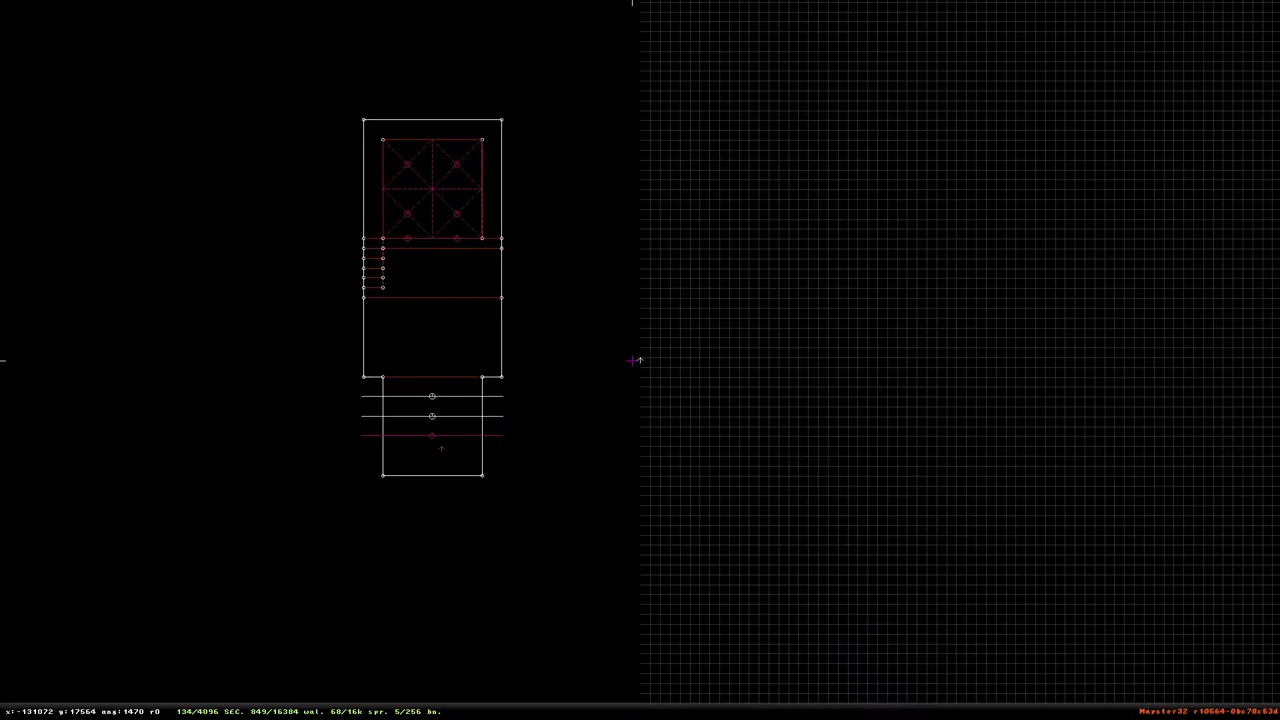 x:-131072 y:17564 ang:1470 r0 134/4096 SEC. 849/16384 wal. 68/16k spr. 5/256 bn.
Mapster32 r10564-0bc78c53d